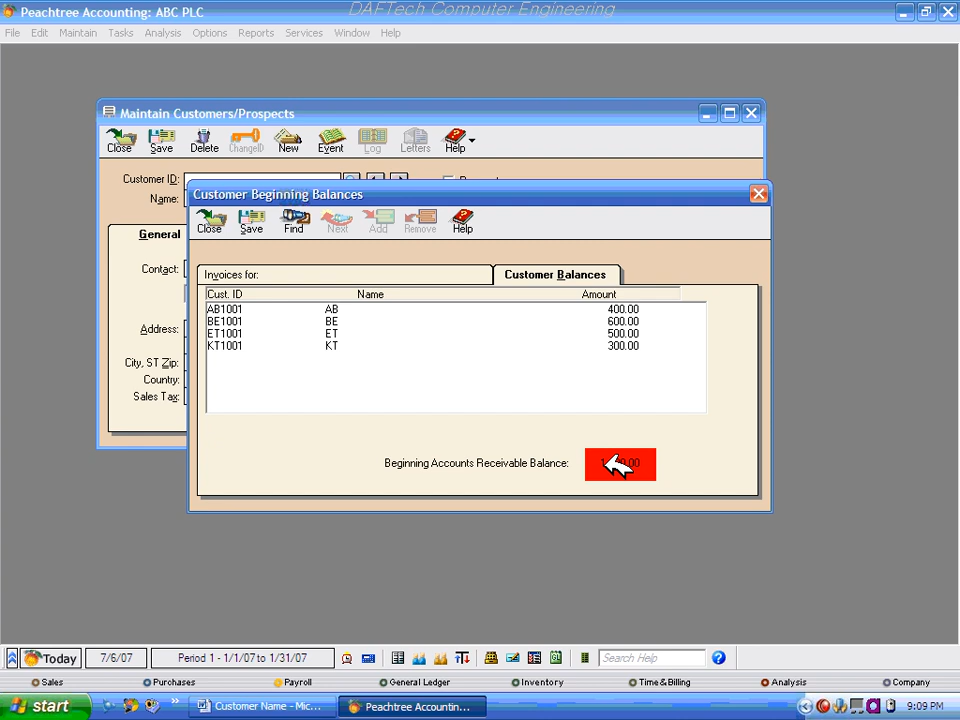 Peachtree Accounting: ABC PLC
DAFTech Computer Engineering
File Edit Maintain Tasks Analysis Options Reports Services Window Help
Maintain Customers/Prospects
Close Save Delete ChangeID New Event Log Letters Help
Customer ID:
Name:
Customer Beginning Balances
Close Save Find Next Add Remove Help
General
Contact:
Address:
City, ST Zip:
Country:
Sales Tax:
Invoices for: Customer Balances
Cust. ID Name Amount
AB1001 AB 400.00
BE1001 BE 600.00
ET1001 ET 500.00
KT1001 KT 300.00
Beginning Accounts Receivable Balance:
Today 7/6/07 Period 1 - 1/1/07 to 1/31/07 Search Help
Sales Purchases Payroll General Ledger Inventory Time & Billing Analysis Company
start Customer Name - Mic... Peachtree Accountin... 9:09 PM